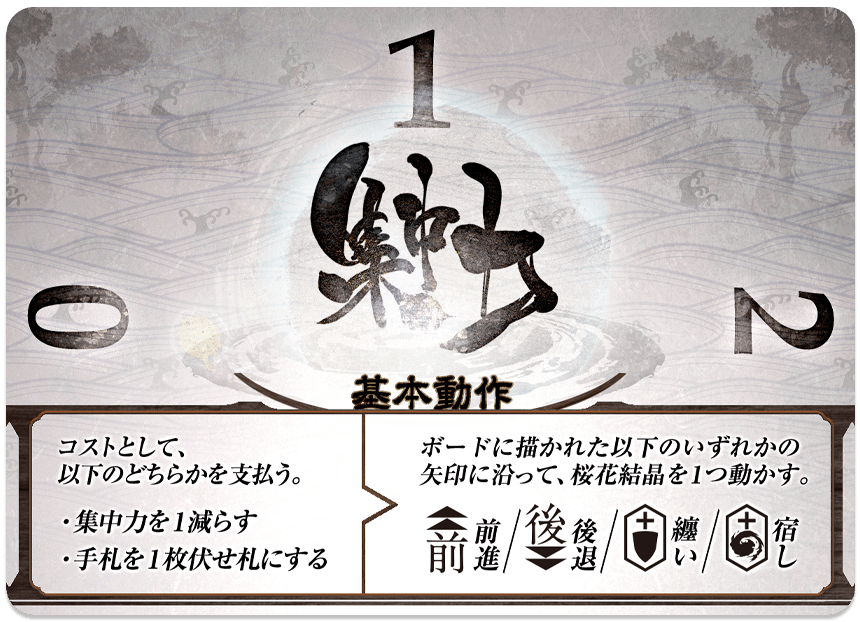 1
集中力
0
2
基本動作
コストとして、
以下のどちらかを支払う。
・集中力を1減らす
・手札を1枚伏せ札にする
ボードに描かれた以下のいずれかの
矢印に沿って、桜花結晶を1つ動かす。
前 前進/後 後退/纏い/宿し